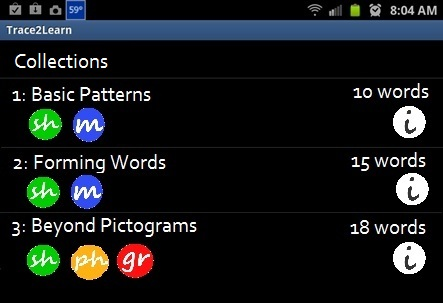 59°
8:04 AM
Trace2Learn
Collections
1: Basic Patterns
10 words
sh m
i
2: Forming Words
15 words
sh m
i
3: Beyond Pictograms
18 words
sh ph gr
i